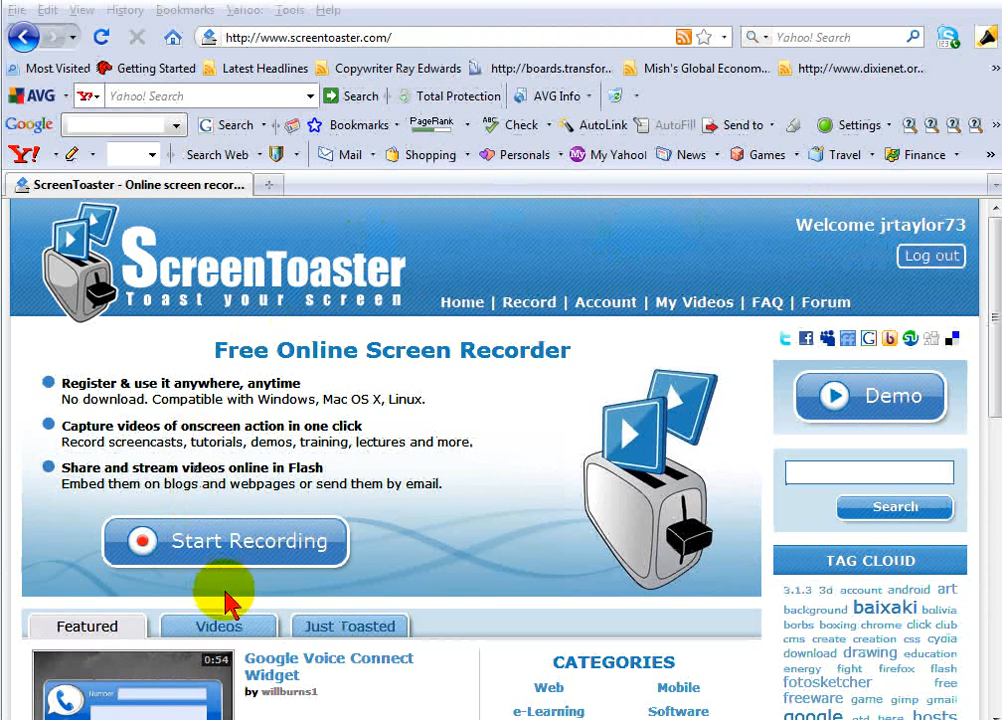 File Edit View History Bookmarks Yahoo! Tools Help
http://www.screentoaster.com/ Yahoo! Search
Most Visited Getting Started Latest Headlines Copywriter Ray Edwards http://boards.transfor... Mish's Global Econom... http://www.dixienet.or... »
AVG Y! Yahoo! Search Search Total Protection AVG Info
Google G Search Bookmarks PageRank Check AutoLink AutoFill Send to Settings »
Y! Search Web Mail Shopping Personals My Yahoo! News Games Travel Finance »
ScreenToaster - Online screen recor...
Welcome jrtaylor73
Log out
ScreenToaster
Toast your screen
Home | Record | Account | My Videos | FAQ | Forum
Free Online Screen Recorder
Register & use it anywhere, anytime
No download. Compatible with Windows, Mac OS X, Linux.
Capture videos of onscreen action in one click
Record screencasts, tutorials, demos, training, lectures and more.
Share and stream videos online in Flash
Embed them on blogs and webpages or send them by email.
Start Recording
Demo
Search
TAG CLOUD
3.1.3 3d account android art
background baixaki bolivia
borbs boxing chrome click club
cms create creation css cydia
download drawing education
energy fight firefox flash
fotosketcher free
freeware game gimp gmail
google gtd here hosts
Featured Videos Just Toasted
0:54
Number
Google Voice Connect
Widget
by willburns1
CATEGORIES
Web Mobile
e-Learning Software